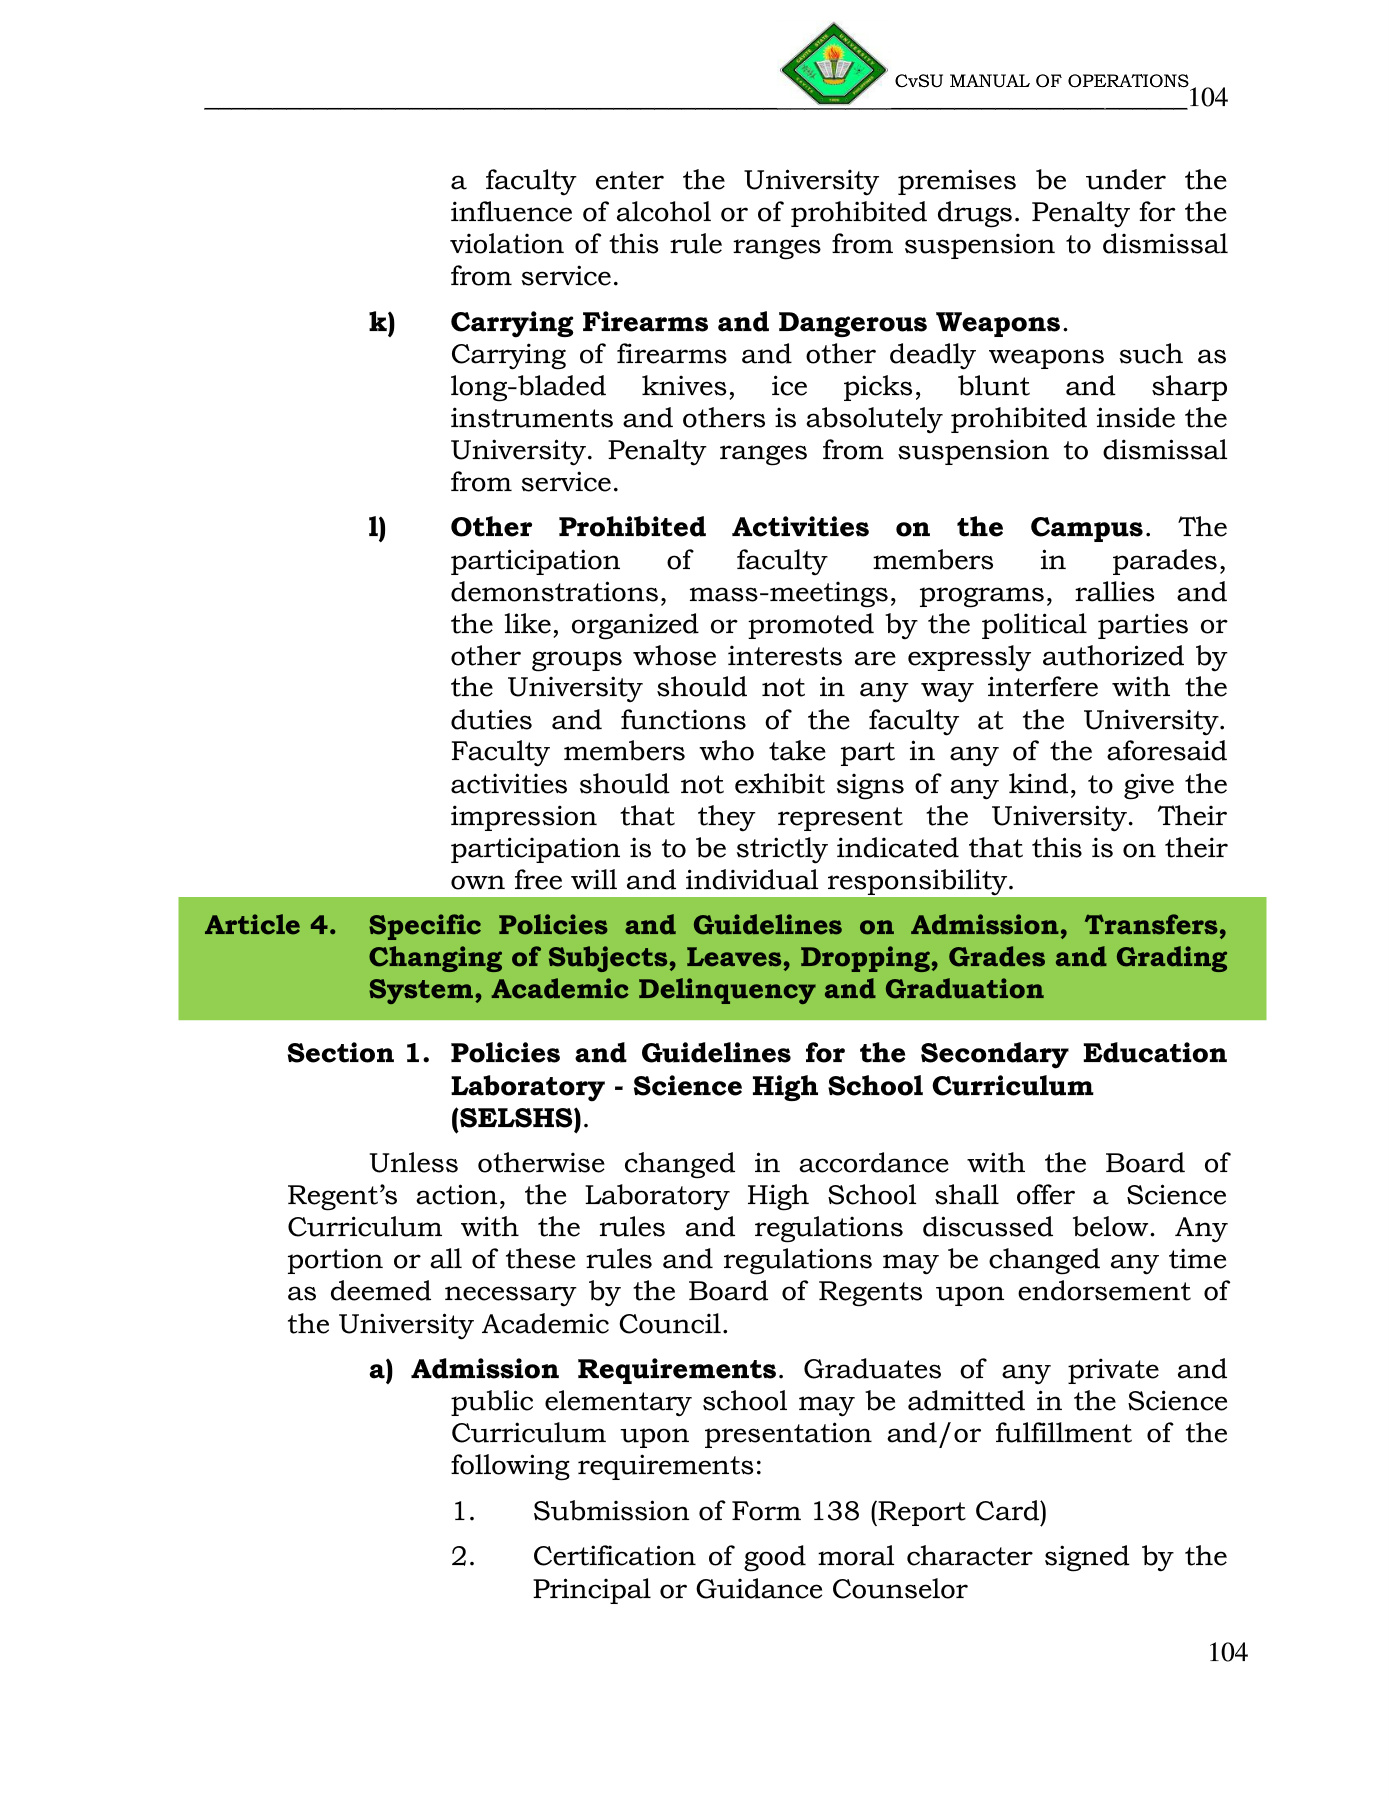 CvSU MANUAL OF OPERATIONS
104
a faculty enter the University premises be under the
influence of alcohol or of prohibited drugs. Penalty for the
violation of this rule ranges from suspension to dismissal
from service.
k) Carrying Firearms and Dangerous Weapons.
Carrying of firearms and other deadly weapons such as
long-bladed knives, ice picks, blunt and sharp
instruments and others is absolutely prohibited inside the
University. Penalty ranges from suspension to dismissal
from service.
l) Other Prohibited Activities on the Campus. The
participation of faculty members in parades,
demonstrations, mass-meetings, programs, rallies and
the like, organized or promoted by the political parties or
other groups whose interests are expressly authorized by
the University should not in any way interfere with the
duties and functions of the faculty at the University.
Faculty members who take part in any of the aforesaid
activities should not exhibit signs of any kind, to give the
impression that they represent the University. Their
participation is to be strictly indicated that this is on their
own free will and individual responsibility.
Article 4. Specific Policies and Guidelines on Admission, Transfers,
Changing of Subjects, Leaves, Dropping, Grades and Grading
System, Academic Delinquency and Graduation
Section 1. Policies and Guidelines for the Secondary Education
Laboratory - Science High School Curriculum
(SELSHS).
Unless otherwise changed in accordance with the Board of
Regent’s action, the Laboratory High School shall offer a Science
Curriculum with the rules and regulations discussed below. Any
portion or all of these rules and regulations may be changed any time
as deemed necessary by the Board of Regents upon endorsement of
the University Academic Council.
a) Admission Requirements. Graduates of any private and
public elementary school may be admitted in the Science
Curriculum upon presentation and/or fulfillment of the
following requirements:
1. Submission of Form 138 (Report Card)
2. Certification of good moral character signed by the
Principal or Guidance Counselor
104